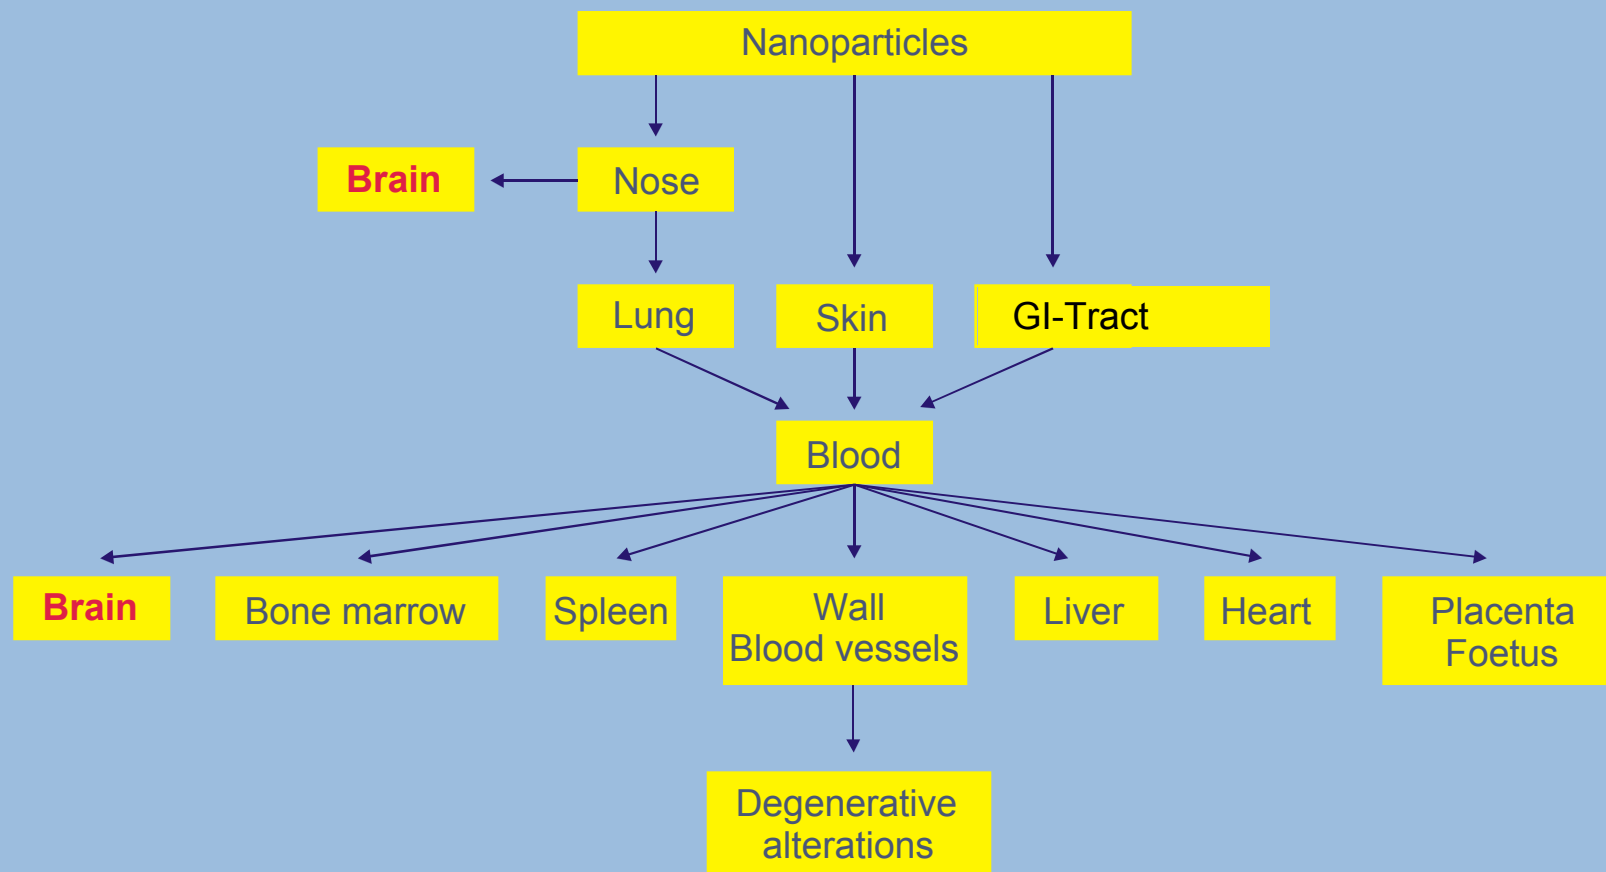 Nanoparticles
Brain
Nose
Lung
Skin
GI-Tract
Blood
Brain
Bone marrow
Spleen
Wall
Blood vessels
Liver
Heart
Placenta
Foetus
Degenerative
alterations